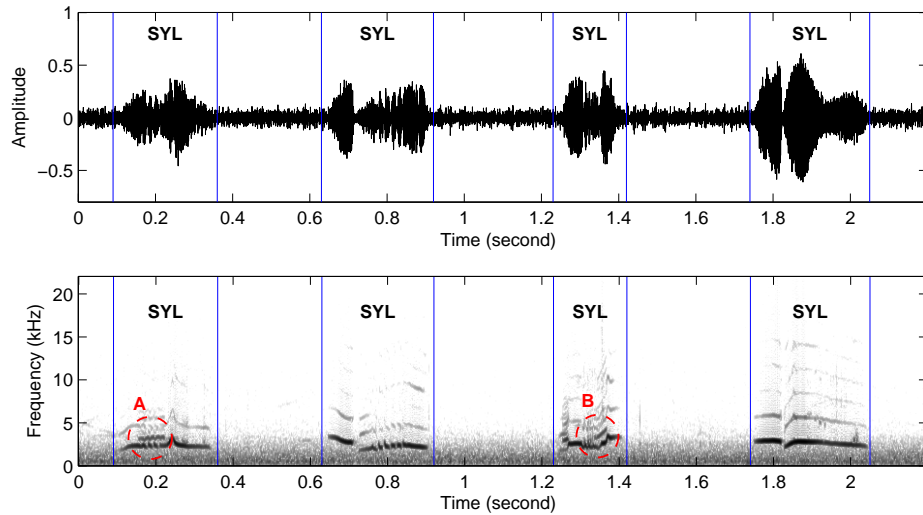 1
0.5
0
−0.5
Amplitude
SYL SYL SYL SYL
0 0.2 0.4 0.6 0.8 1 1.2 1.4 1.6 1.8 2
Time (second)
20
15
10
5
0
Frequency (kHz)
SYL SYL SYL SYL
A B
0 0.2 0.4 0.6 0.8 1 1.2 1.4 1.6 1.8 2
Time (second)